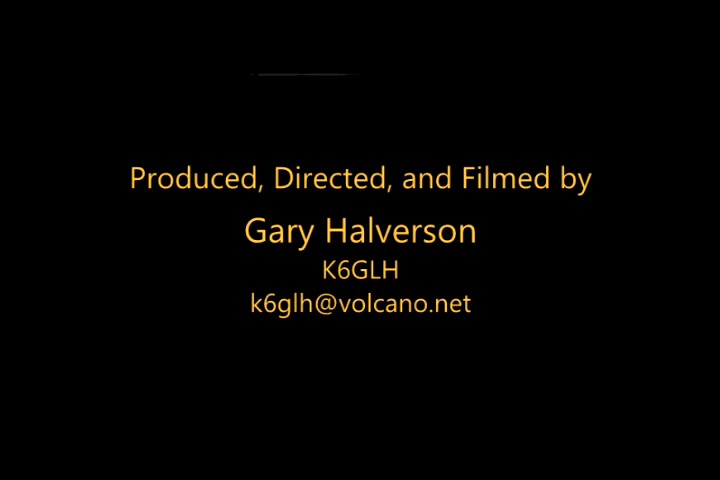 Produced, Directed, and Filmed by
Gary Halverson
K6GLH
k6glh@volcano.net